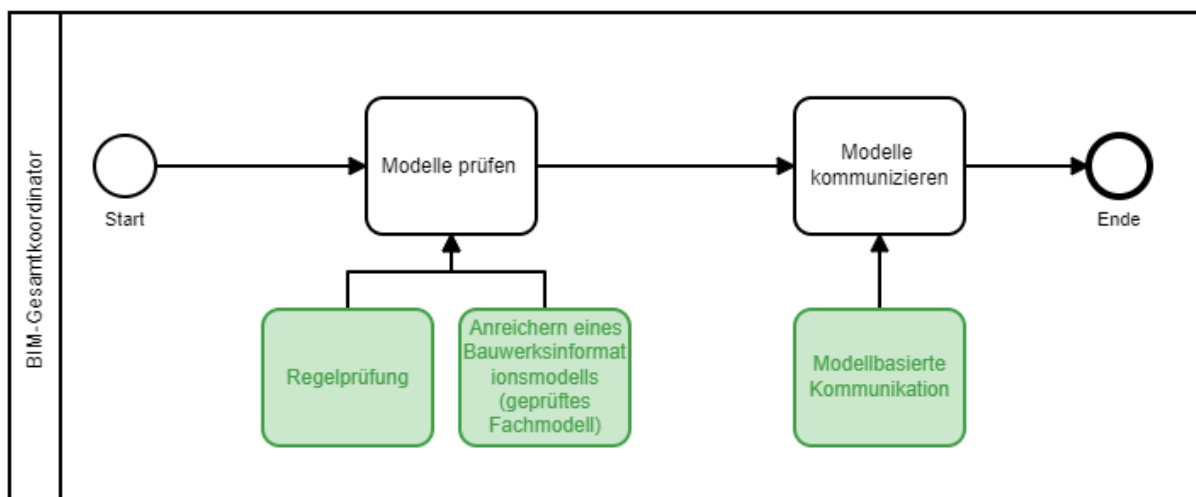 BIM-Gesamtkoordinator
Start
Modelle prüfen
Modelle
kommunizieren
Ende
Regelprüfung
Anreichern eines
Bauwerksinformat
ionsmodells
(geprüftes
Fachmodell)
Modellbasierte
Kommunikation